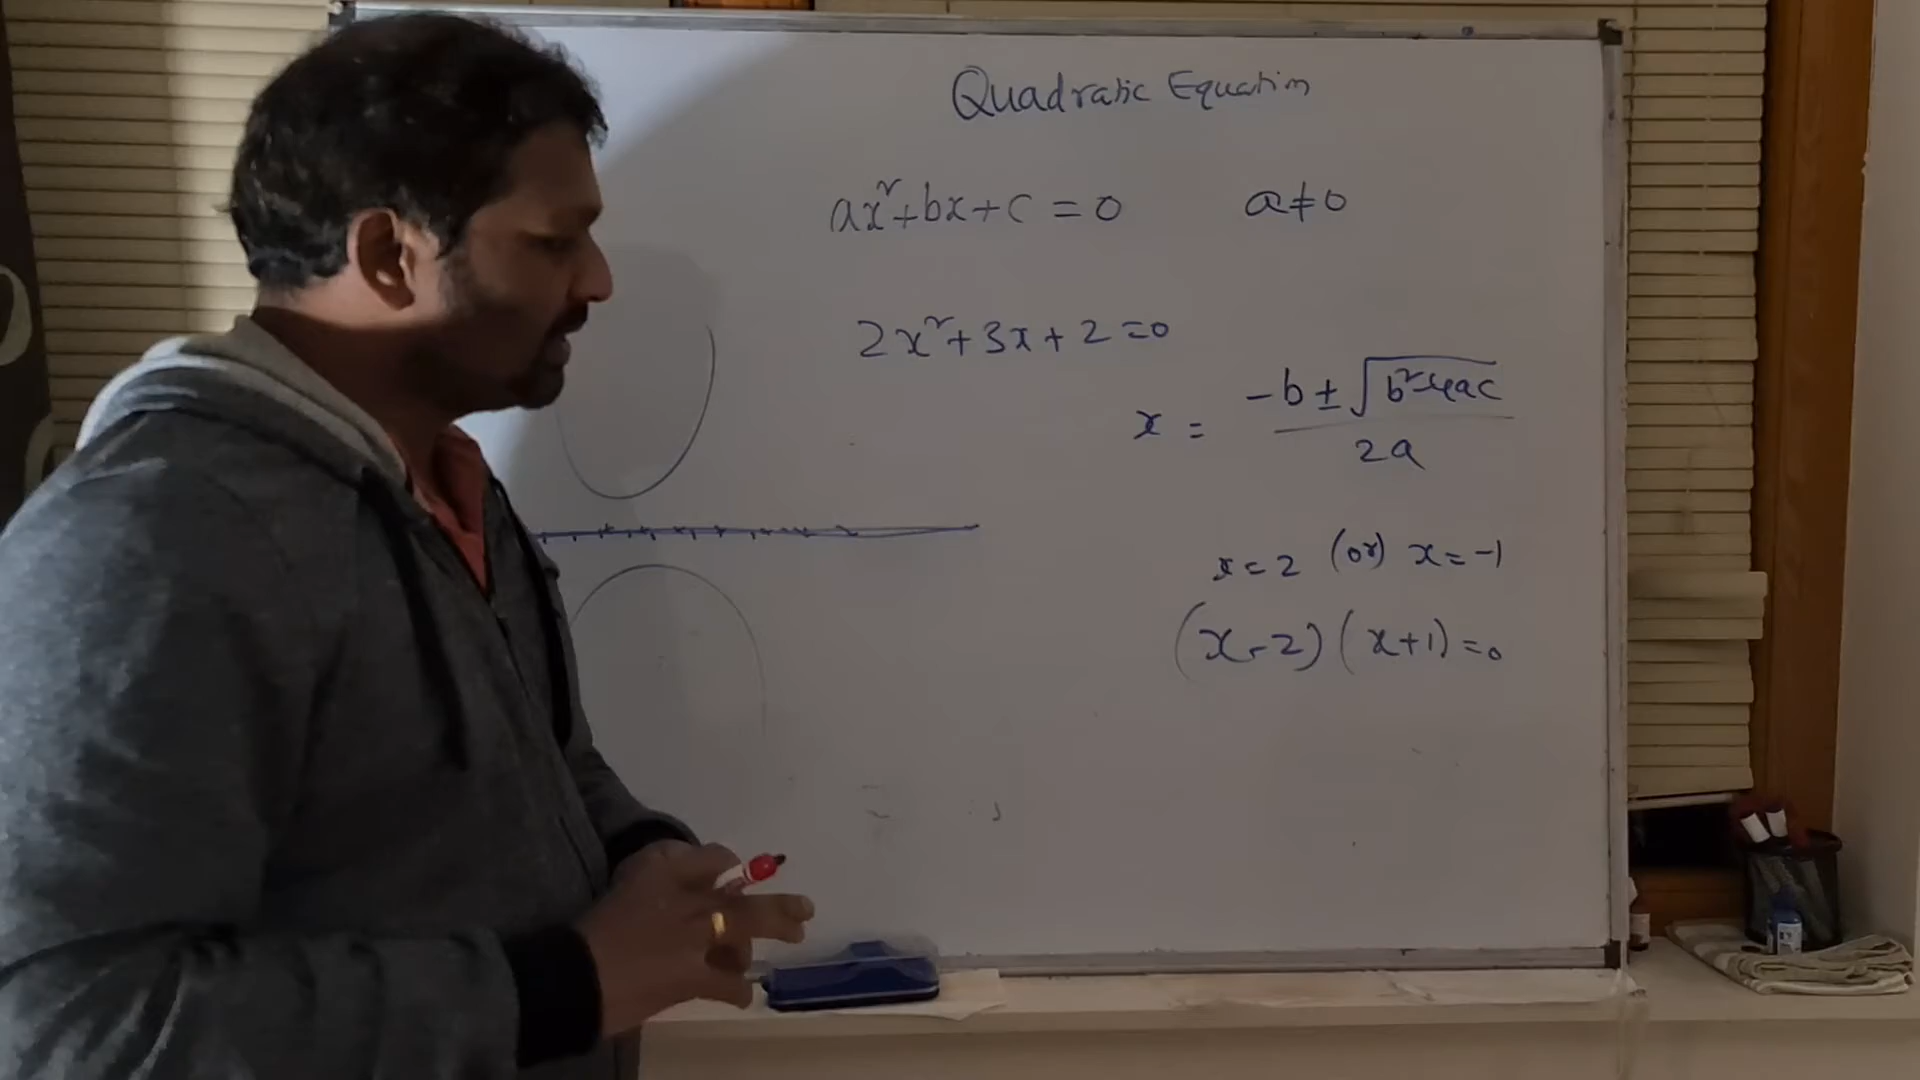 Quadratic Equation
ax²+bx+c = 0 a≠0
2x²+3x+2=0
x = -b±√b²-4ac / 2a
x=2 (or) x=-1
(x-2)(x+1)=0